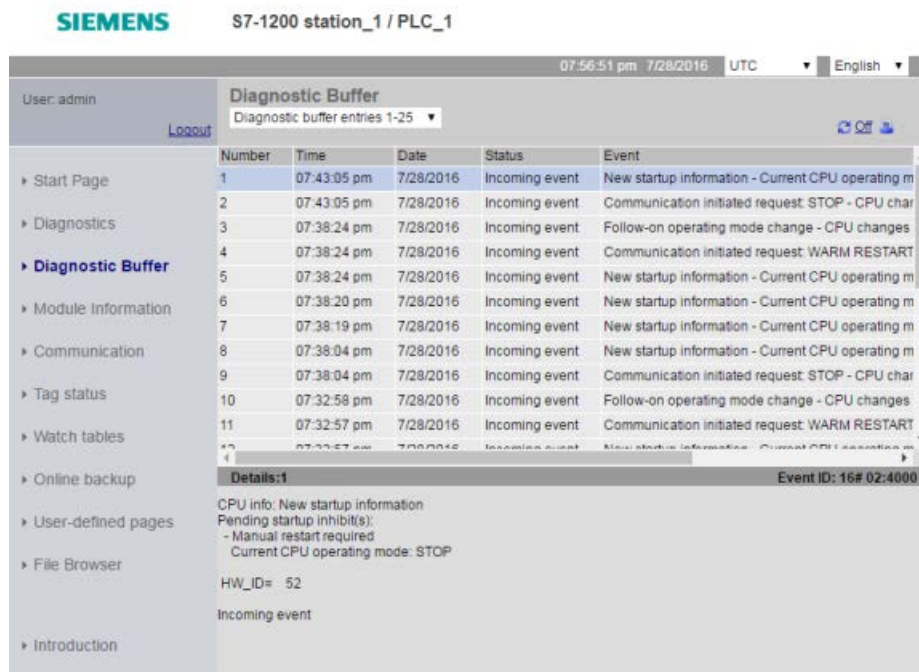 SIEMENS S7-1200 station_1 / PLC_1
07:56:51 pm 7/28/2016 UTC English
User: admin
Logout
Diagnostic Buffer
Diagnostic buffer entries 1-25
Off
Start Page
Diagnostics
Diagnostic Buffer
Module Information
Communication
Tag status
Watch tables
Online backup
User-defined pages
File Browser
Introduction
Number Time Date Status Event
1 07:43:05 pm 7/28/2016 Incoming event New startup information - Current CPU operating m
2 07:43:05 pm 7/28/2016 Incoming event Communication initiated request: STOP - CPU char
3 07:38:24 pm 7/28/2016 Incoming event Follow-on operating mode change - CPU changes
4 07:38:24 pm 7/28/2016 Incoming event Communication initiated request: WARM RESTART
5 07:38:24 pm 7/28/2016 Incoming event New startup information - Current CPU operating m
6 07:38:20 pm 7/28/2016 Incoming event New startup information - Current CPU operating m
7 07:38:19 pm 7/28/2016 Incoming event New startup information - Current CPU operating m
8 07:38:04 pm 7/28/2016 Incoming event New startup information - Current CPU operating m
9 07:38:04 pm 7/28/2016 Incoming event Communication initiated request: STOP - CPU char
10 07:32:58 pm 7/28/2016 Incoming event Follow-on operating mode change - CPU changes
11 07:32:57 pm 7/28/2016 Incoming event Communication initiated request: WARM RESTART
Details:1 Event ID: 16# 02:4000
CPU info: New startup information
Pending startup inhibit(s):
- Manual restart required
Current CPU operating mode: STOP
HW_ID= 52
Incoming event